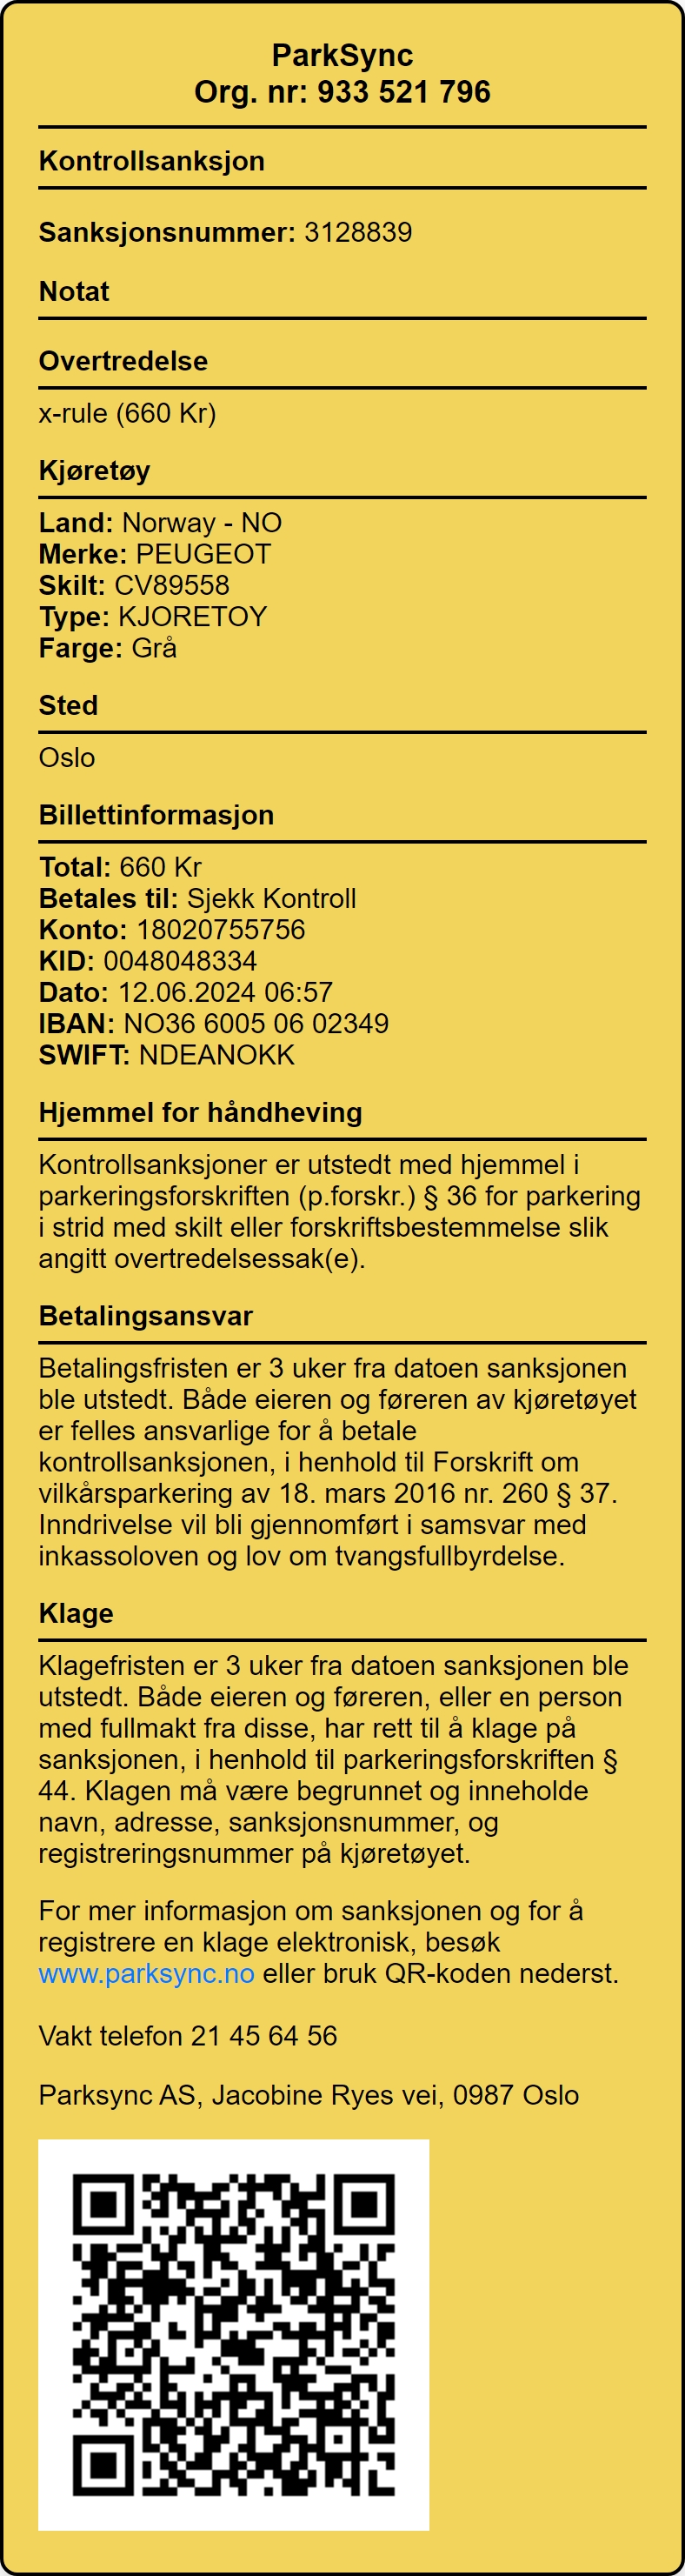 ParkSync
Org. nr: 933 521 796
Kontrollsanksjon
Sanksjonsnummer: 3128839
Notat
Overtredelse
x-rule (660 Kr)
Kjøretøy
Land: Norway - NO
Merke: PEUGEOT
Skilt: CV89558
Type: KJORETOY
Farge: Grå
Sted
Oslo
Billettinformasjon
Total: 660 Kr
Betales til: Sjekk Kontroll
Konto: 18020755756
KID: 0048048334
Dato: 12.06.2024 06:57
IBAN: NO36 6005 06 02349
SWIFT: NDEANOKK
Hjemmel for håndheving
Kontrollsanksjoner er utstedt med hjemmel i
parkeringsforskriften (p.forskr.) § 36 for parkering
i strid med skilt eller forskriftsbestemmelse slik
angitt overtredelsessak(e).
Betalingsansvar
Betalingsfristen er 3 uker fra datoen sanksjonen
ble utstedt. Både eieren og føreren av kjøretøyet
er felles ansvarlige for å betale
kontrollsanksjonen, i henhold til Forskrift om
vilkårsparkering av 18. mars 2016 nr. 260 § 37.
Inndrivelse vil bli gjennomført i samsvar med
inkassoloven og lov om tvangsfullbyrdelse.
Klage
Klagefristen er 3 uker fra datoen sanksjonen ble
utstedt. Både eieren og føreren, eller en person
med fullmakt fra disse, har rett til å klage på
sanksjonen, i henhold til parkeringsforskriften §
44. Klagen må være begrunnet og inneholde
navn, adresse, sanksjonsnummer, og
registreringsnummer på kjøretøyet.
For mer informasjon om sanksjonen og for å
registrere en klage elektronisk, besøk
www.parksync.no eller bruk QR-koden nederst.
Vakt telefon 21 45 64 56
Parksync AS, Jacobine Ryes vei, 0987 Oslo